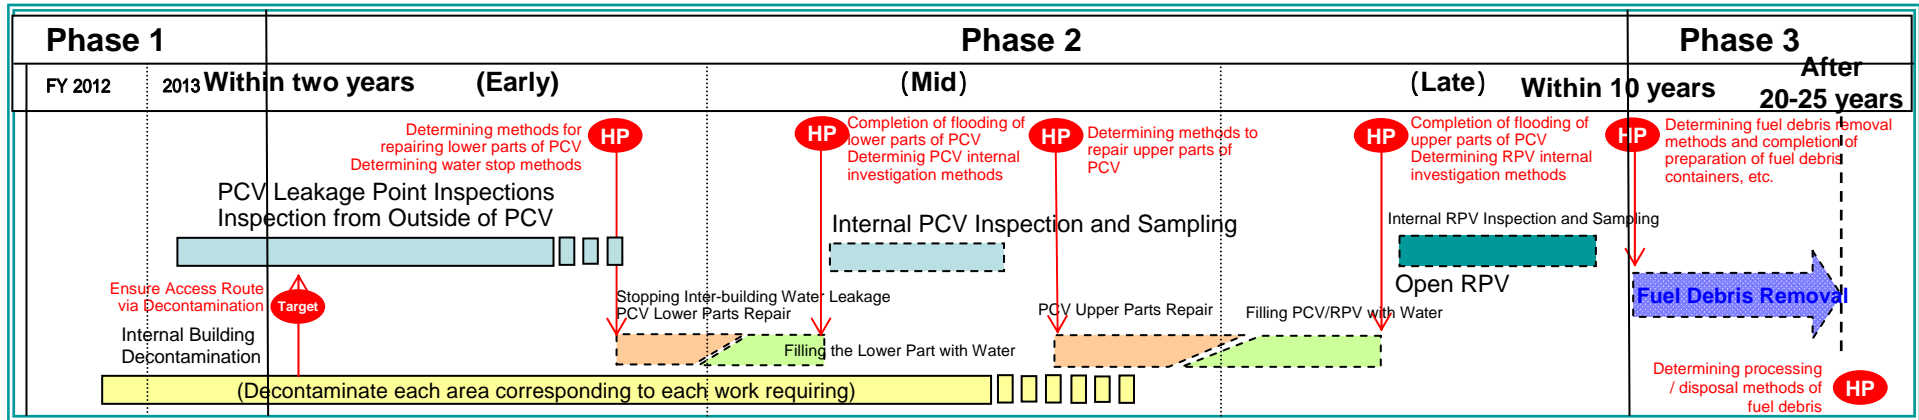 Phase 1
Phase 2
Phase 3
FY 2012
2013
Within two years
(Early)
(Mid)
(Late)
Within 10 years
After
20-25 years
Determining methods for
repairing lower parts of PCV
Determining water stop methods
HP
HP
Completion of flooding of
lower parts of PCV
Determinig PCV internal
investigation methods
HP
Determining methods to
repair upper parts of
PCV
HP
Completion of flooding of
upper parts of PCV
Determining RPV internal
investigation methods
HP
Determining fuel debris removal
methods and completion of
preparation of fuel debris
containers, etc.
PCV Leakage Point Inspections
Inspection from Outside of PCV
Internal PCV Inspection and Sampling
Internal RPV Inspection and Sampling
Open RPV
Ensure Access Route
via Decontamination
Target
Stopping Inter-building Water Leakage
PCV Lower Parts Repair
PCV Upper Parts Repair
Filling PCV/RPV with Water
Fuel Debris Removal
Internal Building
Decontamination
Filling the Lower Part with Water
(Decontaminate each area corresponding to each work requiring)
Determining processing
/ disposal methods of
fuel debris
HP